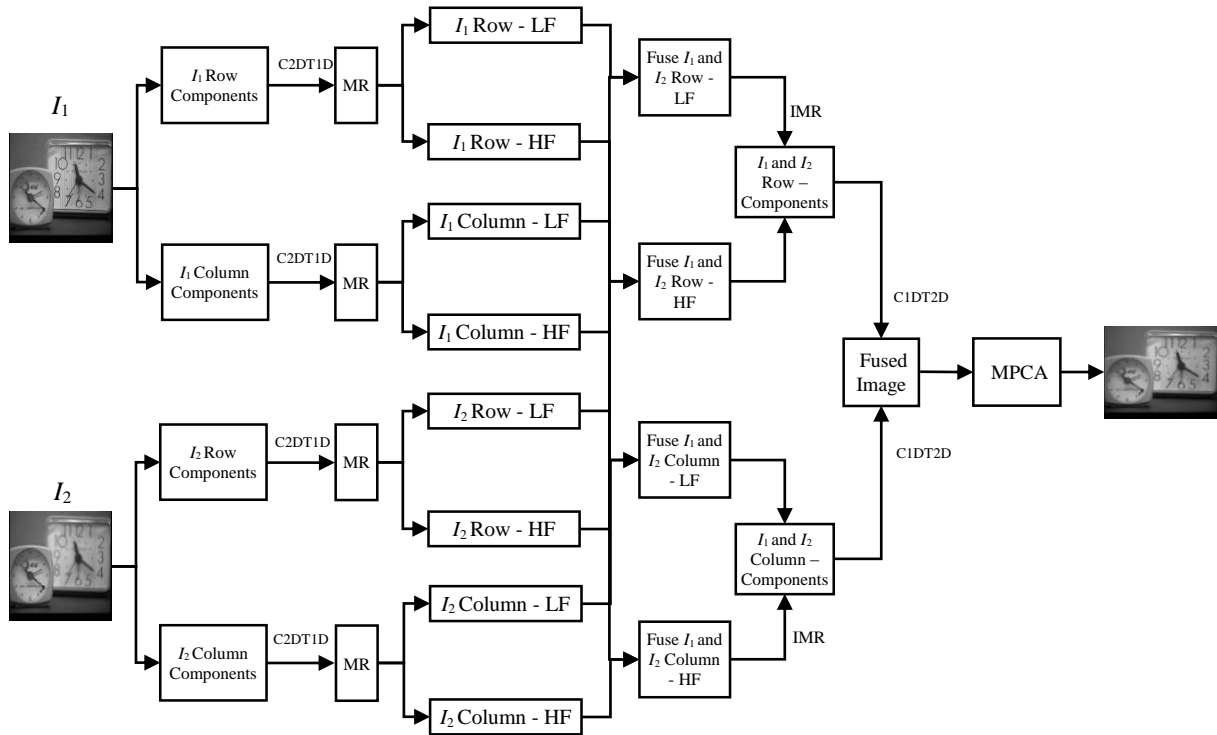 I1
I1 Row
Components
C2DT1D
MR
I1 Row - LF
I1 Row - HF
I1 Column
Components
C2DT1D
MR
I1 Column - LF
I1 Column - HF
I2
I2 Row
Components
C2DT1D
MR
I2 Row - LF
I2 Row - HF
I2 Column
Components
C2DT1D
MR
I2 Column - LF
I2 Column - HF
Fuse I1 and
I2 Row -
LF
Fuse I1 and
I2 Row -
HF
IMR
I1 and I2
Row –
Components
Fuse I1 and
I2 Column
- LF
Fuse I1 and
I2 Column
- HF
I1 and I2
Column –
Components
IMR
C1DT2D
C1DT2D
Fused
Image
MPCA